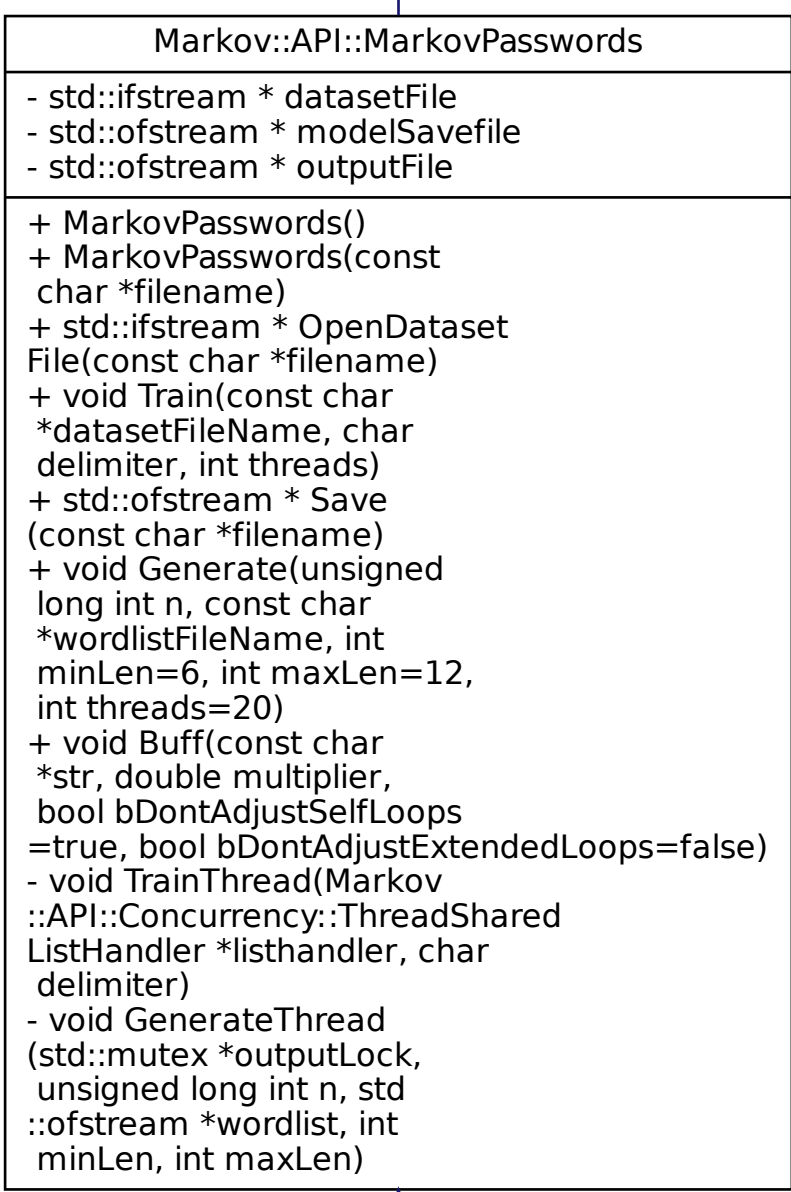 Markov::API::MarkovPasswords
- std::ifstream * datasetFile
- std::ofstream * modelSavefile
- std::ofstream * outputFile
+ MarkovPasswords()
+ MarkovPasswords(const
char *filename)
+ std::ifstream * OpenDataset
File(const char *filename)
+ void Train(const char
*datasetFileName, char
delimiter, int threads)
+ std::ofstream * Save
(const char *filename)
+ void Generate(unsigned
long int n, const char
*wordlistFileName, int
minLen=6, int maxLen=12,
int threads=20)
+ void Buff(const char
*str, double multiplier,
bool bDontAdjustSelfLoops
=true, bool bDontAdjustExtendedLoops=false)
- void TrainThread(Markov
::API::Concurrency::ThreadShared
ListHandler *listhandler, char
delimiter)
- void GenerateThread
(std::mutex *outputLock,
unsigned long int n, std
::ofstream *wordlist, int
minLen, int maxLen)